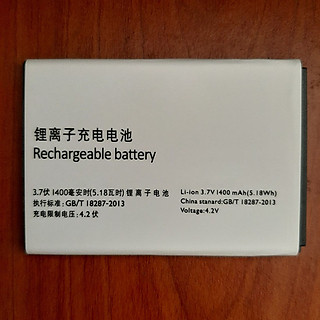 锂离子充电电池
Rechargeable battery
3.7伏1400毫安时(5.18瓦时)锂离子电池
执行标准:GB/T 18287-2013
充电限制电压:4.2伏
Li-ion 3.7V 1400 mAh(5.18Wh)
China stanard:GB/T 18287-2013
Voltage:4.2V